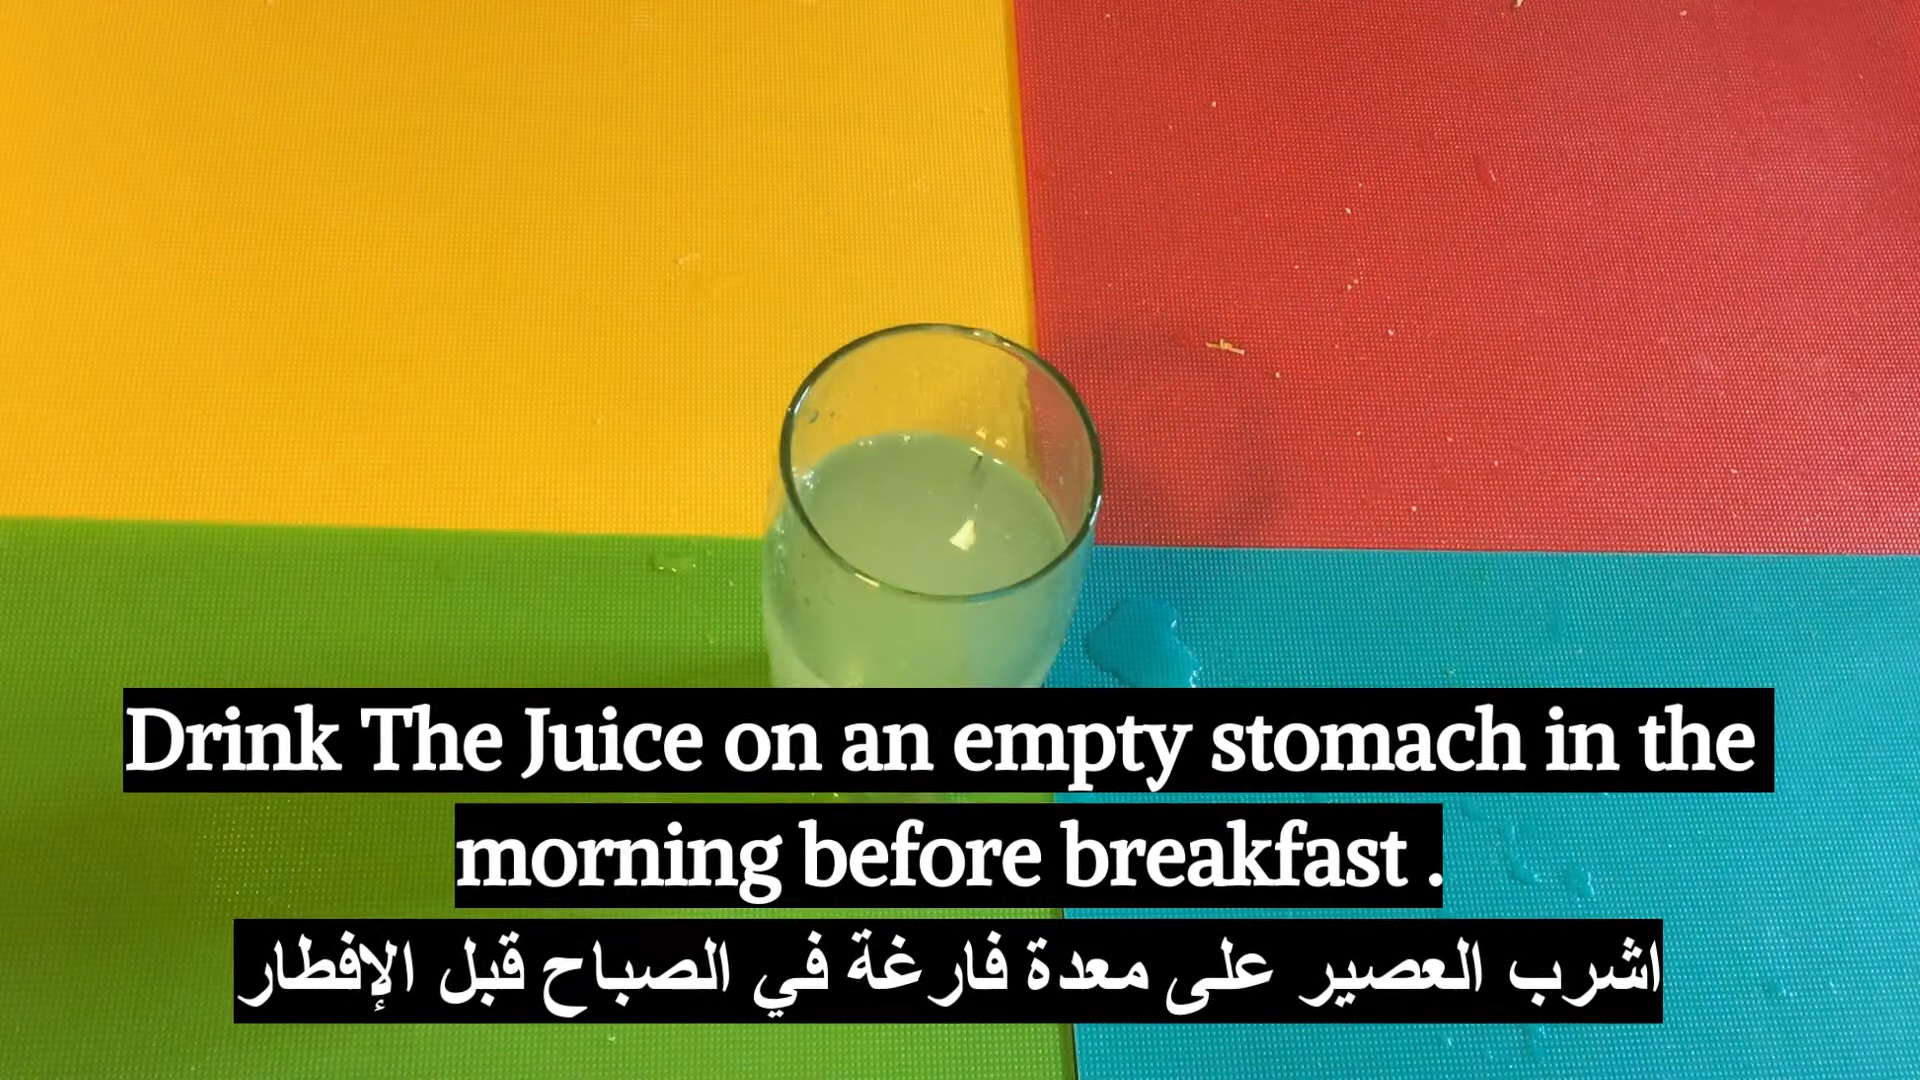 Drink The Juice on an empty stomach in the
morning before breakfast .
اشرب العصير على معدة فارغة في الصباح قبل الإفطار